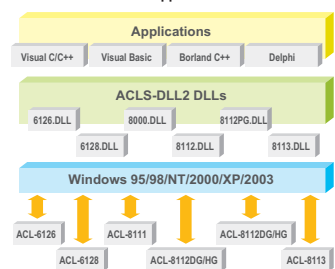 Applications
Visual C/C++ Visual Basic Borland C++ Delphi
ACLS-DLL2 DLLs
6126.DLL 8000.DLL 8112PG.DLL
6128.DLL 8112.DLL 8113.DLL
Windows 95/98/NT/2000/XP/2003
ACL-6126 ACL-8111 ACL-8112DG/HG
ACL-6128 ACL-8112DG/HG ACL-8113